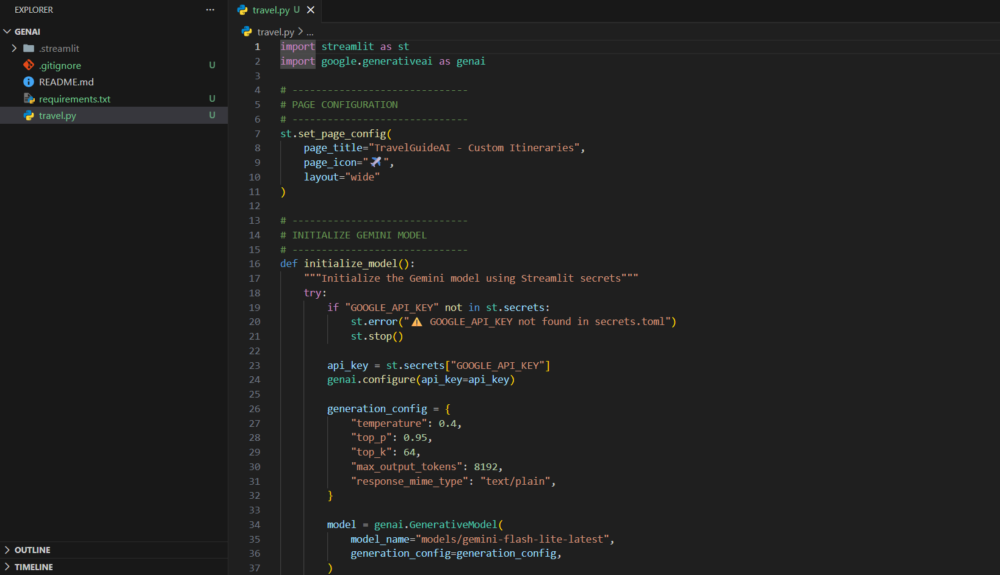 EXPLORER
...
GENAI
.streamlit
.gitignore U
README.md
requirements.txt U
travel.py U
OUTLINE
TIMELINE
travel.py U
travel.py > ...
1 import streamlit as st
2 import google.generativeai as genai
3
4 # ------------------------------
5 # PAGE CONFIGURATION
6 # ------------------------------
7 st.set_page_config(
8     page_title="TravelGuideAI - Custom Itineraries",
9     page_icon="✈️",
10     layout="wide"
11 )
12
13 # ------------------------------
14 # INITIALIZE GEMINI MODEL
15 # ------------------------------
16 def initialize_model():
17     """Initialize the Gemini model using Streamlit secrets"""
18     try:
19         if "GOOGLE_API_KEY" not in st.secrets:
20             st.error("⚠️ GOOGLE_API_KEY not found in secrets.toml")
21             st.stop()
22
23         api_key = st.secrets["GOOGLE_API_KEY"]
24         genai.configure(api_key=api_key)
25
26         generation_config = {
27             "temperature": 0.4,
28             "top_p": 0.95,
29             "top_k": 64,
30             "max_output_tokens": 8192,
31             "response_mime_type": "text/plain",
32         }
33
34         model = genai.GenerativeModel(
35             model_name="models/gemini-flash-lite-latest",
36             generation_config=generation_config,
37         )